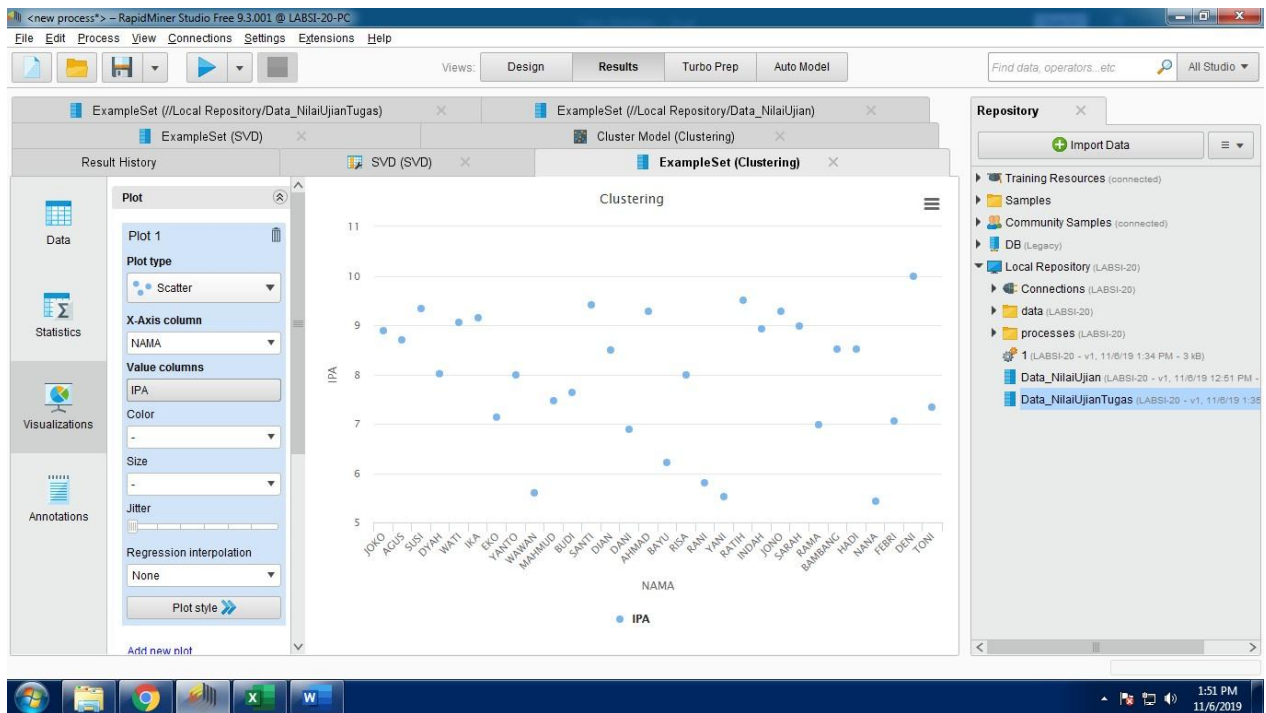 <new process*> – RapidMiner Studio Free 9.3.001 @ LABSI-20-PC
File Edit Process View Connections Settings Extensions Help
Views: Design Results Turbo Prep Auto Model Find data, operators...etc All Studio
ExampleSet (///Local Repository/Data_NilaiUjianTugas) ExampleSet (///Local Repository/Data_NilaiUjian)
ExampleSet (SVD) Cluster Model (Clustering)
Result History SVD (SVD) ExampleSet (Clustering)
Data
Statistics
Visualizations
Annotations
Plot
Plot 1
Plot type
Scatter
X-Axis column
NAMA
Value columns
IPA
Color
-
Size
-
Jitter
Regression interpolation
None
Plot style
Add new plot
Clustering
11
10
9
8
7
6
5
IPA
JOKO AGUS SUSI DYAH WATI IKA EKO YANTO WAWAN MAHMUD BUDI SANTI DIAN DANI AHMAD BAYU RISA RANI YANI RATIH INDAH JONO SARAH RAMA BAMBANG HADI NANA FEBRI DENI TONI
NAMA
IPA
Repository
Import Data
Training Resources (connected)
Samples
Community Samples (connected)
DB (Legacy)
Local Repository (LABSI-20)
Connections (LABSI-20)
data (LABSI-20)
processes (LABSI-20)
1 (LABSI-20 - v1, 11/6/19 1:34 PM - 3 kB)
Data_NilaiUjian (LABSI-20 - v1, 11/6/19 12:51 PM -
Data_NilaiUjianTugas (LABSI-20 - v1, 11/6/19 1:35
1:51 PM
11/6/2019